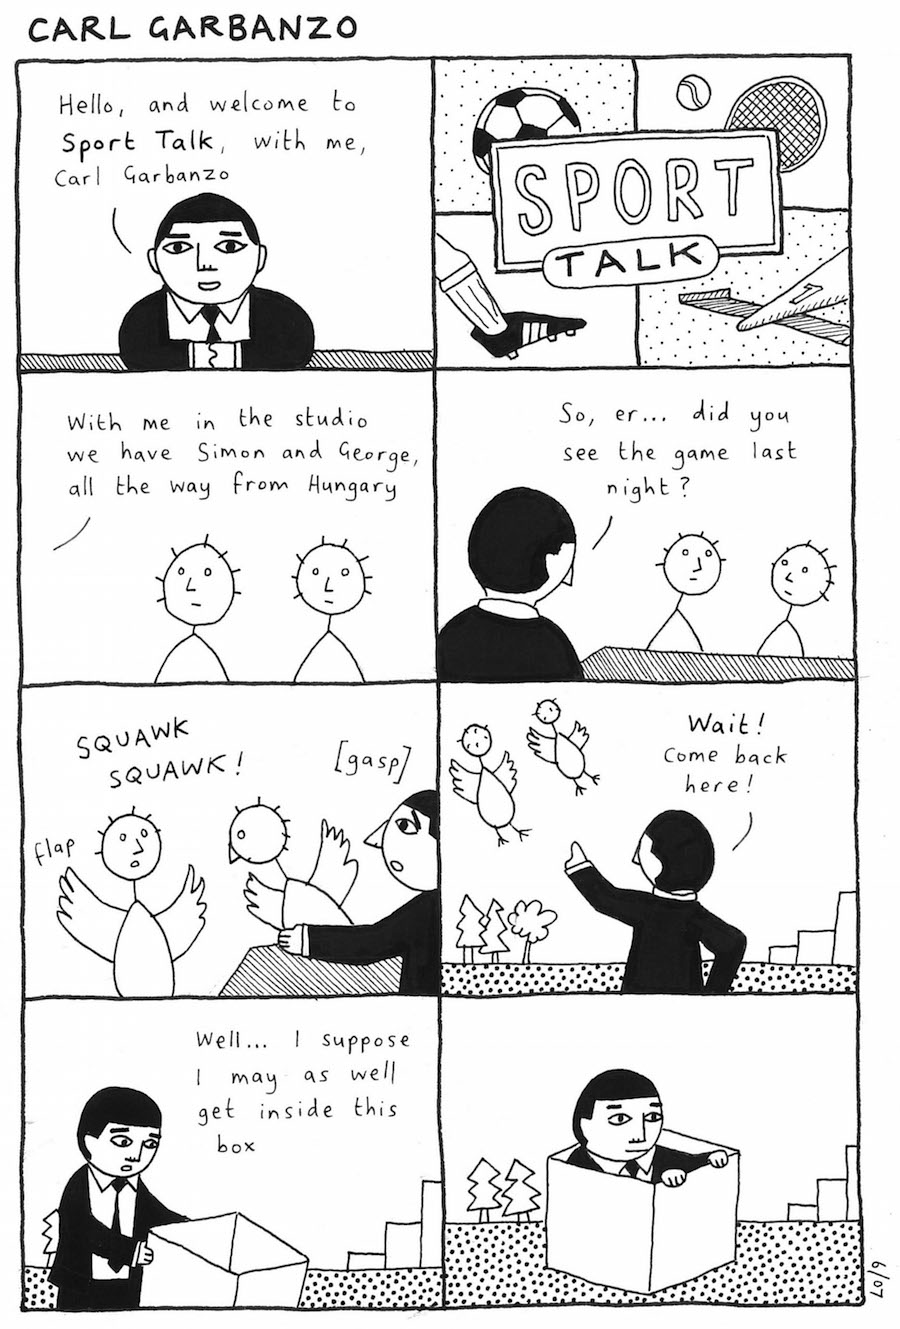 CARL GARBANZO
Hello, and welcome to
Sport Talk, with me,
Carl Garbanzo
SPORT
TALK
With me in the studio
we have Simon and George,
all the way from Hungary
So, er... did you
see the game last
night?
SQUAWK
SQUAWK!
[gasp]
flap
Wait!
Come back
here!
Well... I suppose
I may as well
get inside this
box